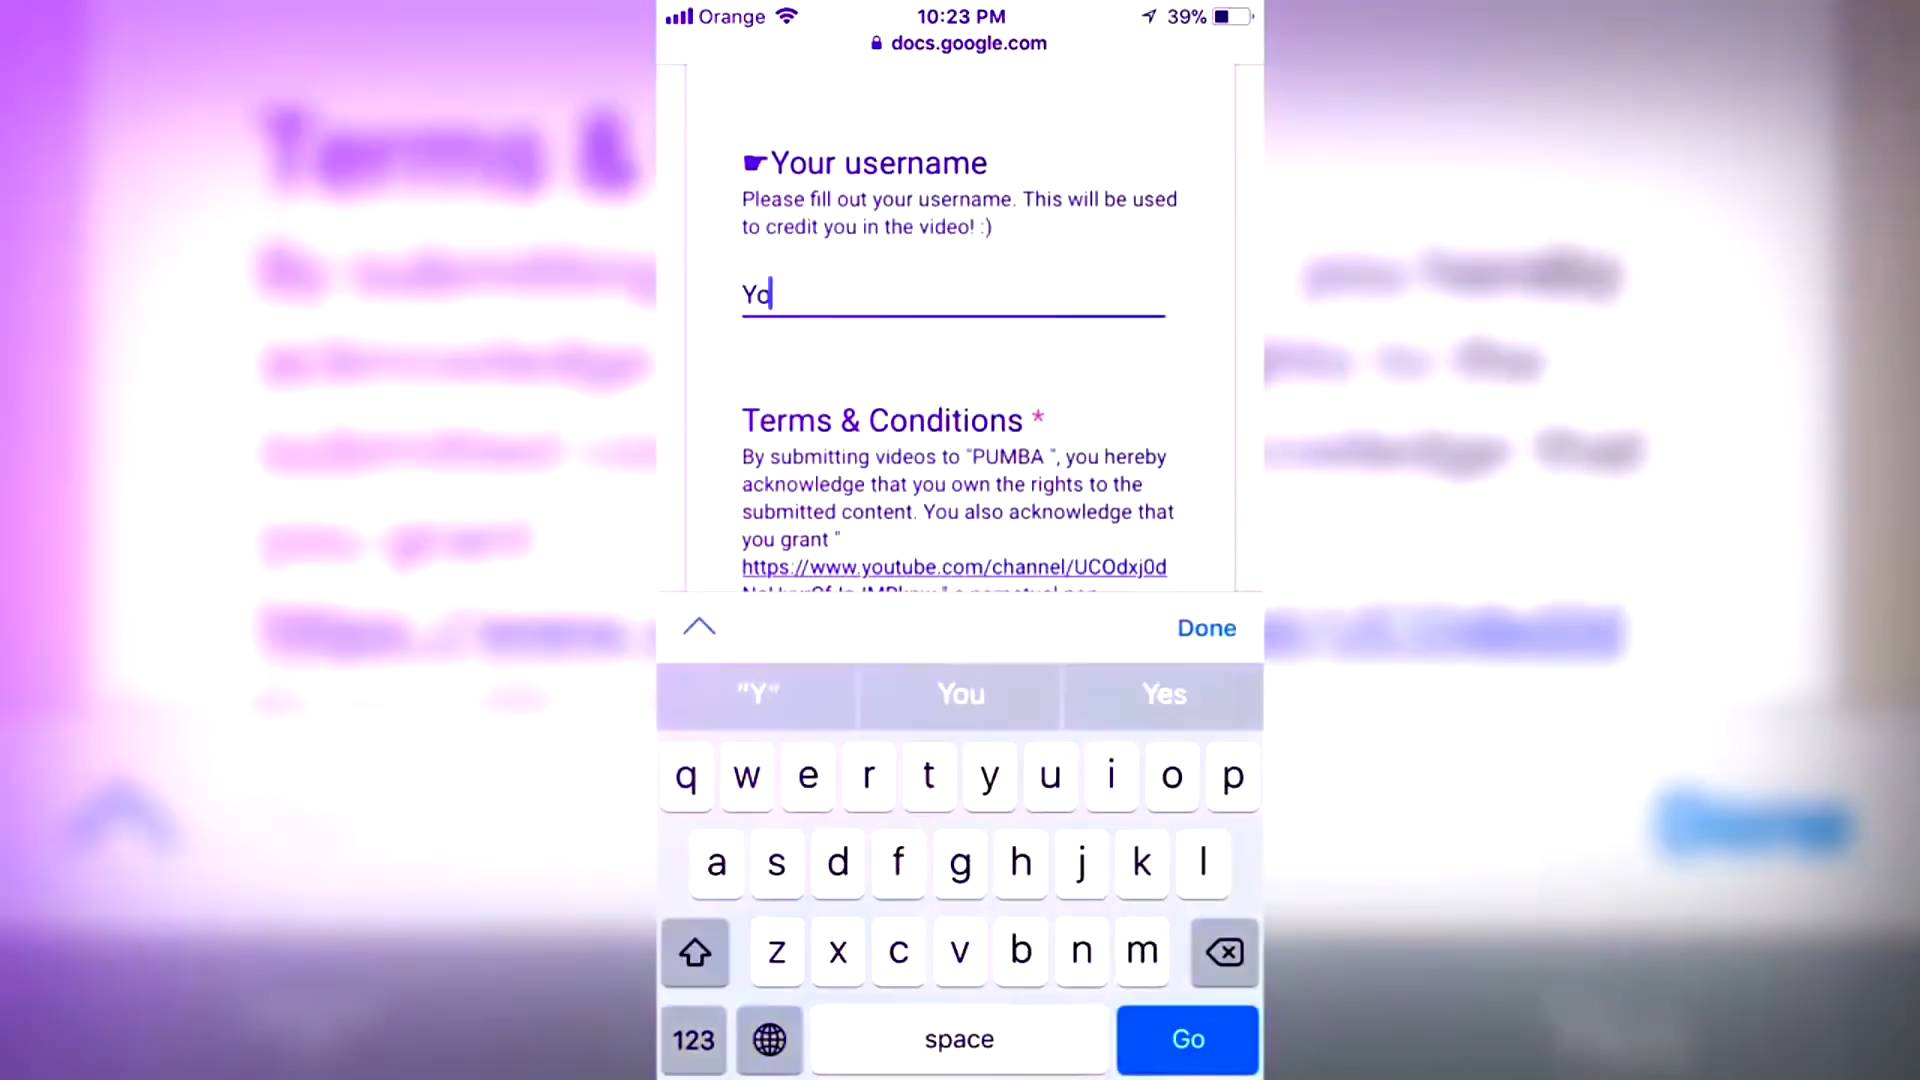 Orange 10:23 PM 39%
docs.google.com
Terms &
☛Your username
Please fill out your username. This will be used
to credit you in the video! :)
Yo
Terms & Conditions *
By submitting videos to "PUMBA ", you hereby
acknowledge that you own the rights to the
submitted content. You also acknowledge that
you grant "
https://www.youtube.com/channel/UCOdxj0d
Done
"Y" You Yes
q w e r t y u i o p
a s d f g h j k l
z x c v b n m
123 space Go